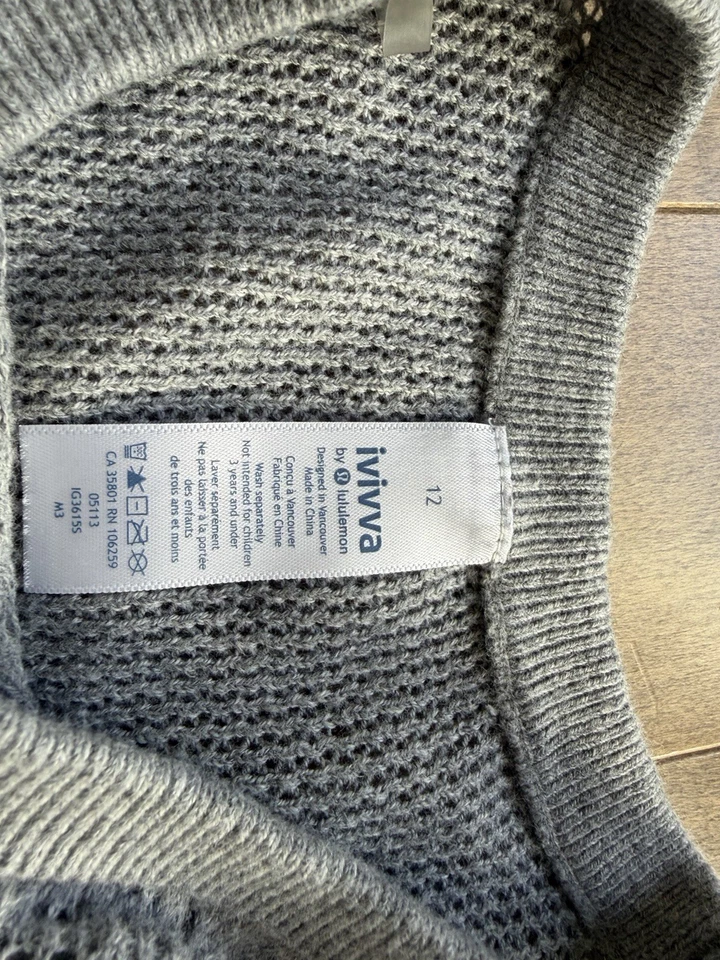 12
ivivva
by lululemon
Designed in Vancouver
Made in China
Conçu à Vancouver
Fabriqué en Chine
Wash separately
Not intended for children
3 years and under
Laver séparément
Ne pas laisser à la portée
des enfants
de trois ans et moins
CA 35801 RN 106259
05113
IG3615S
M3